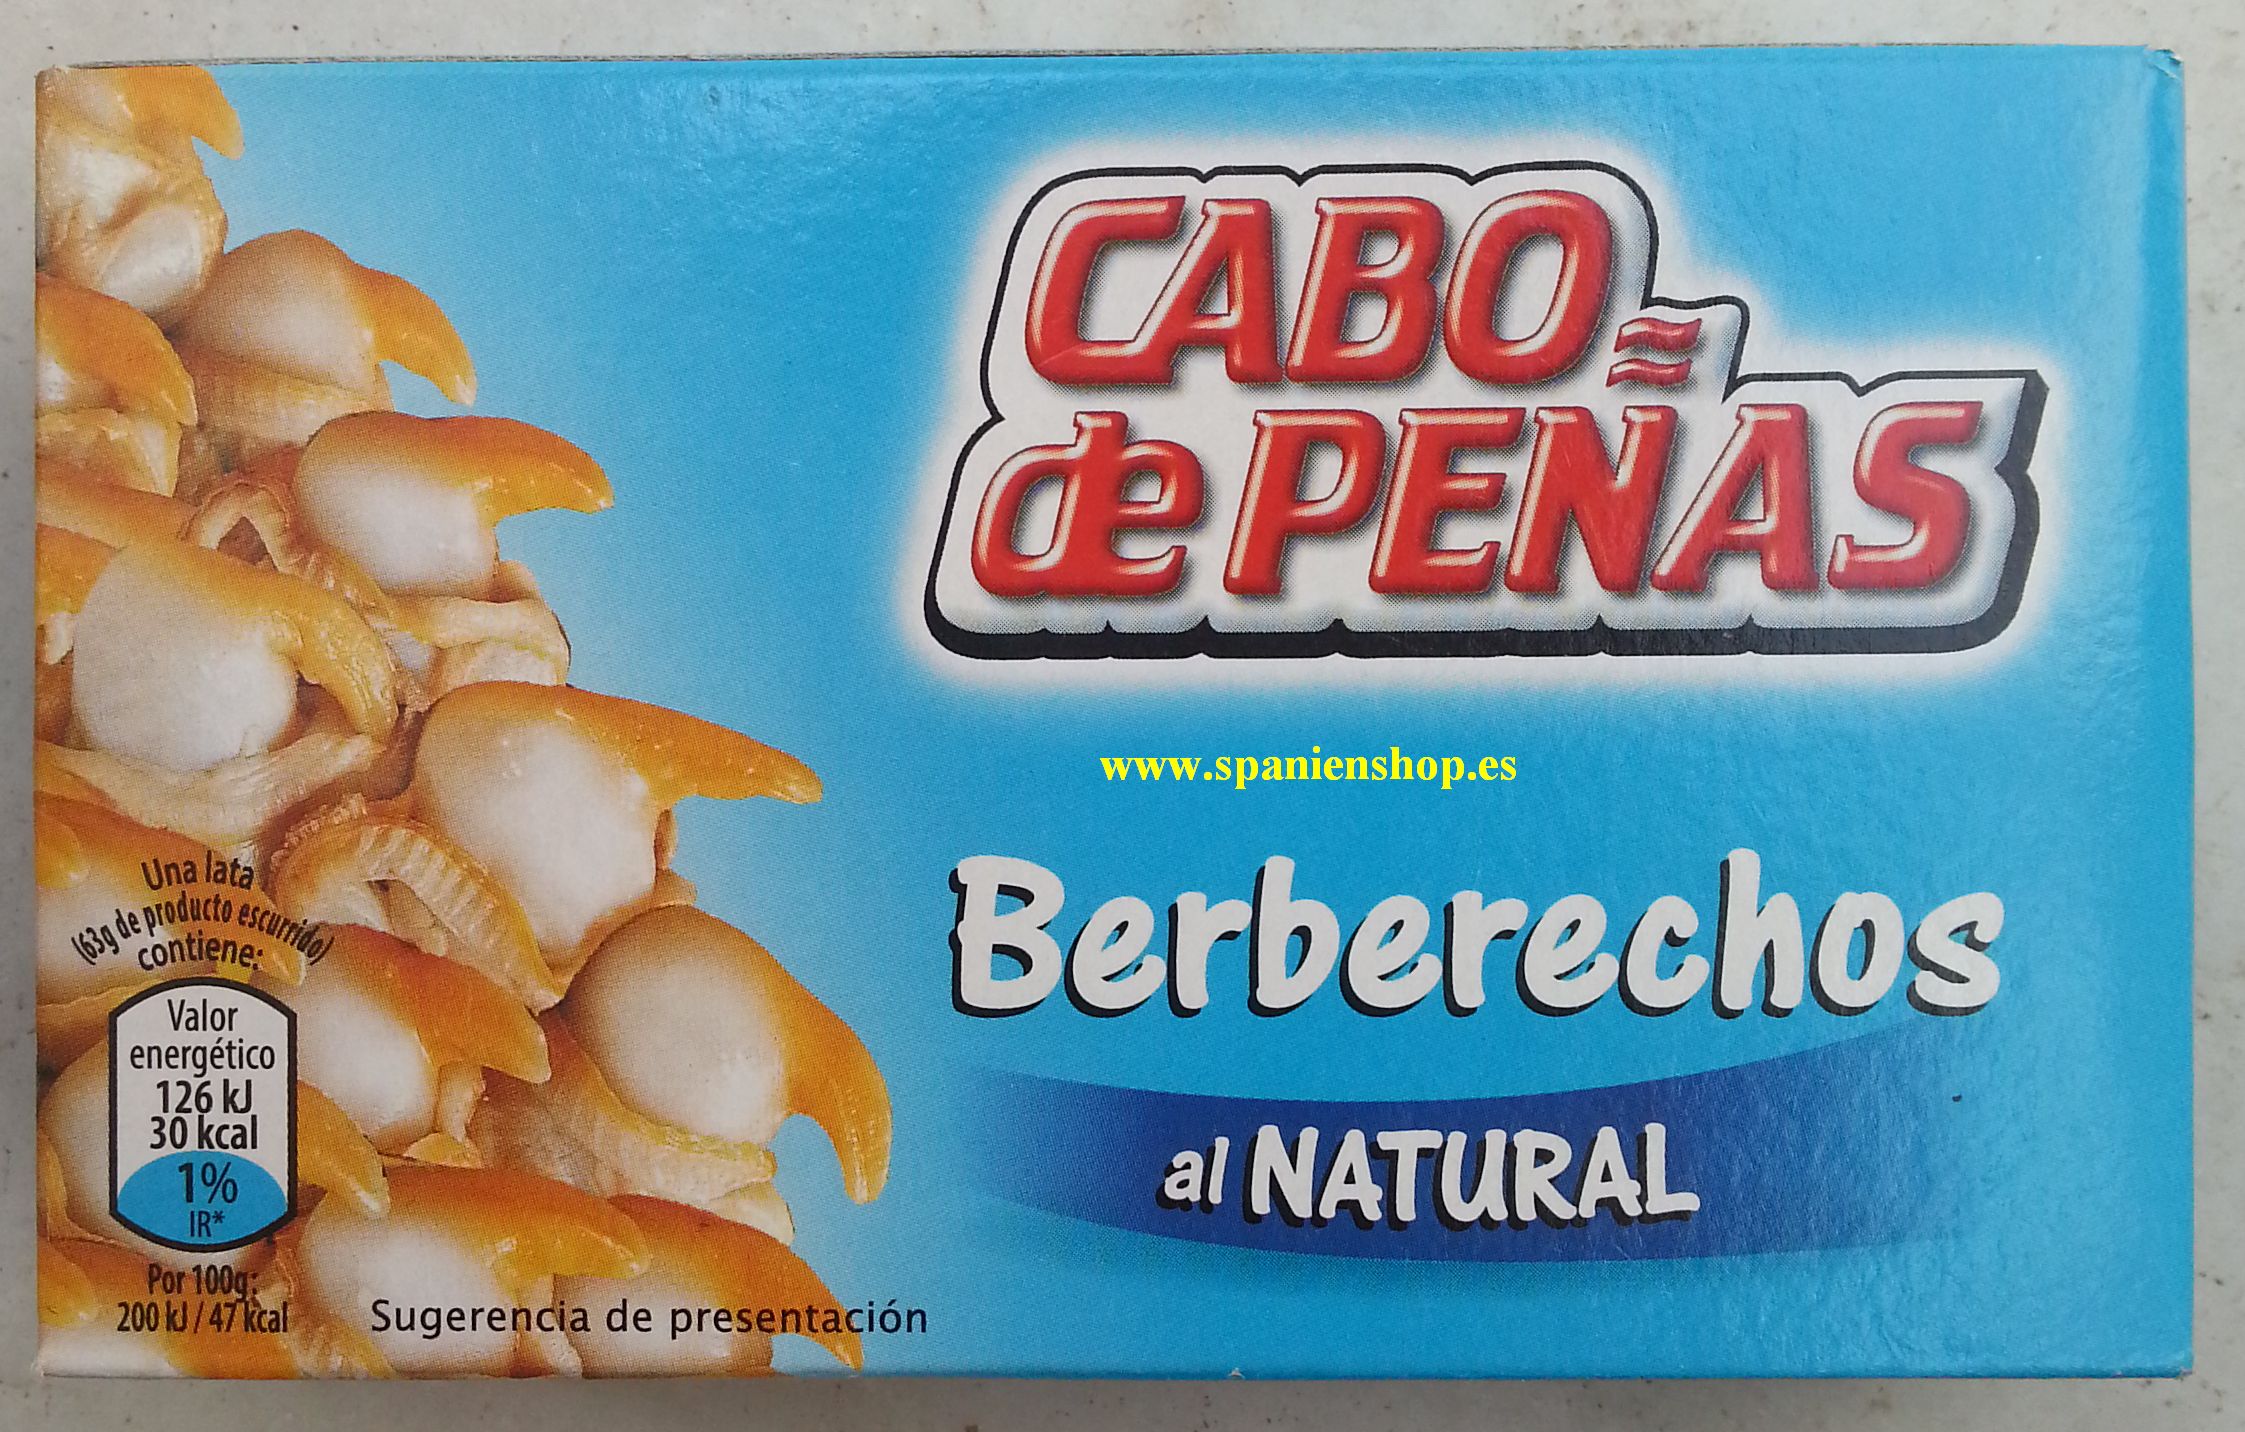 CABO
de PEÑAS
www.spanienshop.es
Berberechos
al NATURAL
Una lata
(63g de producto escurrido)
contiene:
Valor
energético
126 kJ
30 kcal
1%
IR*
Por 100g:
200 kJ / 47 kcal
Sugerencia de presentación